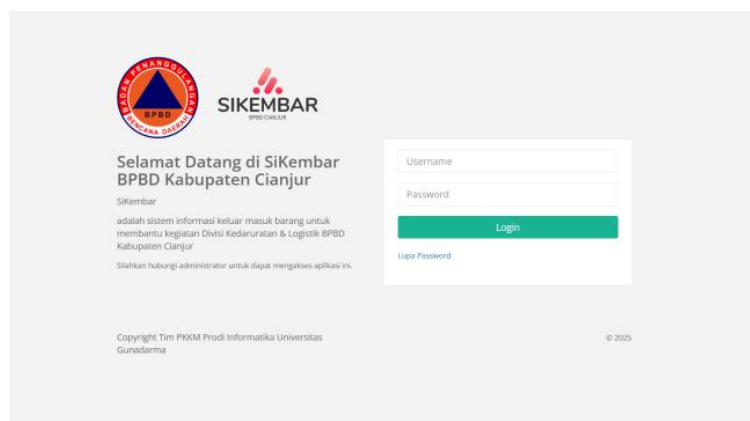 BADAN PENANGGULANGAN
BPBD
BENCANA DAERAH
SIKEMBAR
BPBD CIANJUR
Selamat Datang di SiKembar
BPBD Kabupaten Cianjur
SiKembar
adalah sistem informasi keluar masuk barang untuk
membantu kegiatan Divisi Kedaruratan & Logistik BPBD
Kabupaten Cianjur
Silahkan hubungi administrator untuk dapat mengakses aplikasi ini.
Username
Password
Login
Lupa Password
Copyright Tim PKKM Prodi Informatika Universitas
Gunadarma
© 2025